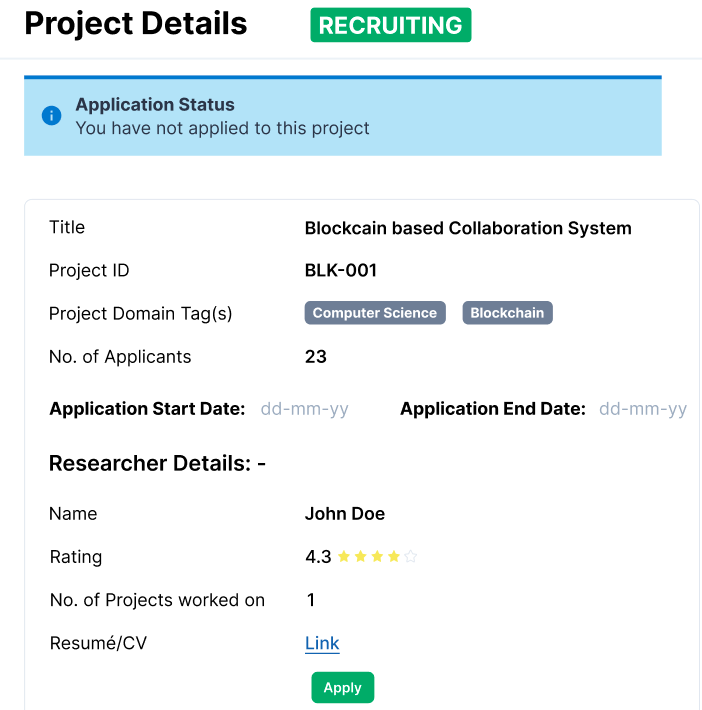 Project Details RECRUITING
Application Status
You have not applied to this project
Title Blockcain based Collaboration System
Project ID BLK-001
Project Domain Tag(s) Computer Science Blockchain
No. of Applicants 23
Application Start Date: dd-mm-yy Application End Date: dd-mm-yy
Researcher Details: -
Name John Doe
Rating 4.3
No. of Projects worked on 1
Resumé/CV Link
Apply